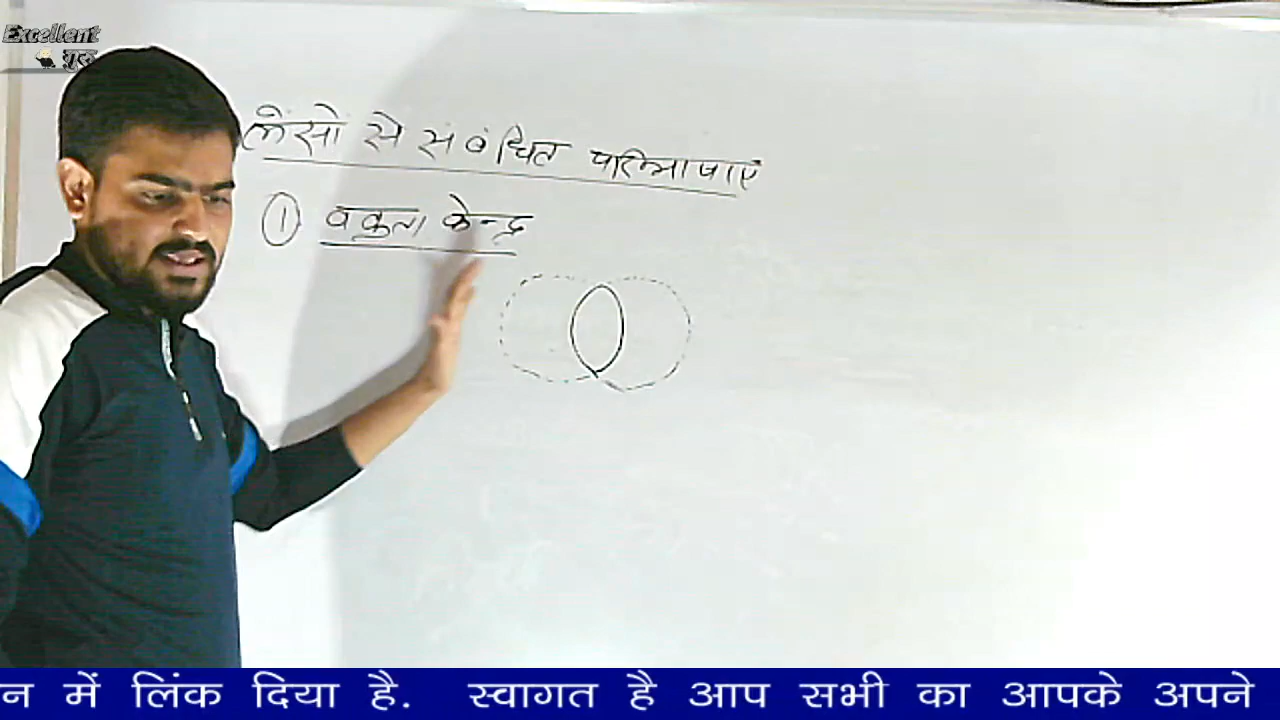 Excellent
गुरु
लेंसो से संबंधित परिभाषाएं
① वक्रता केन्द्र
न में लिंक दिया है. स्वागत है आप सभी का आपके अपने